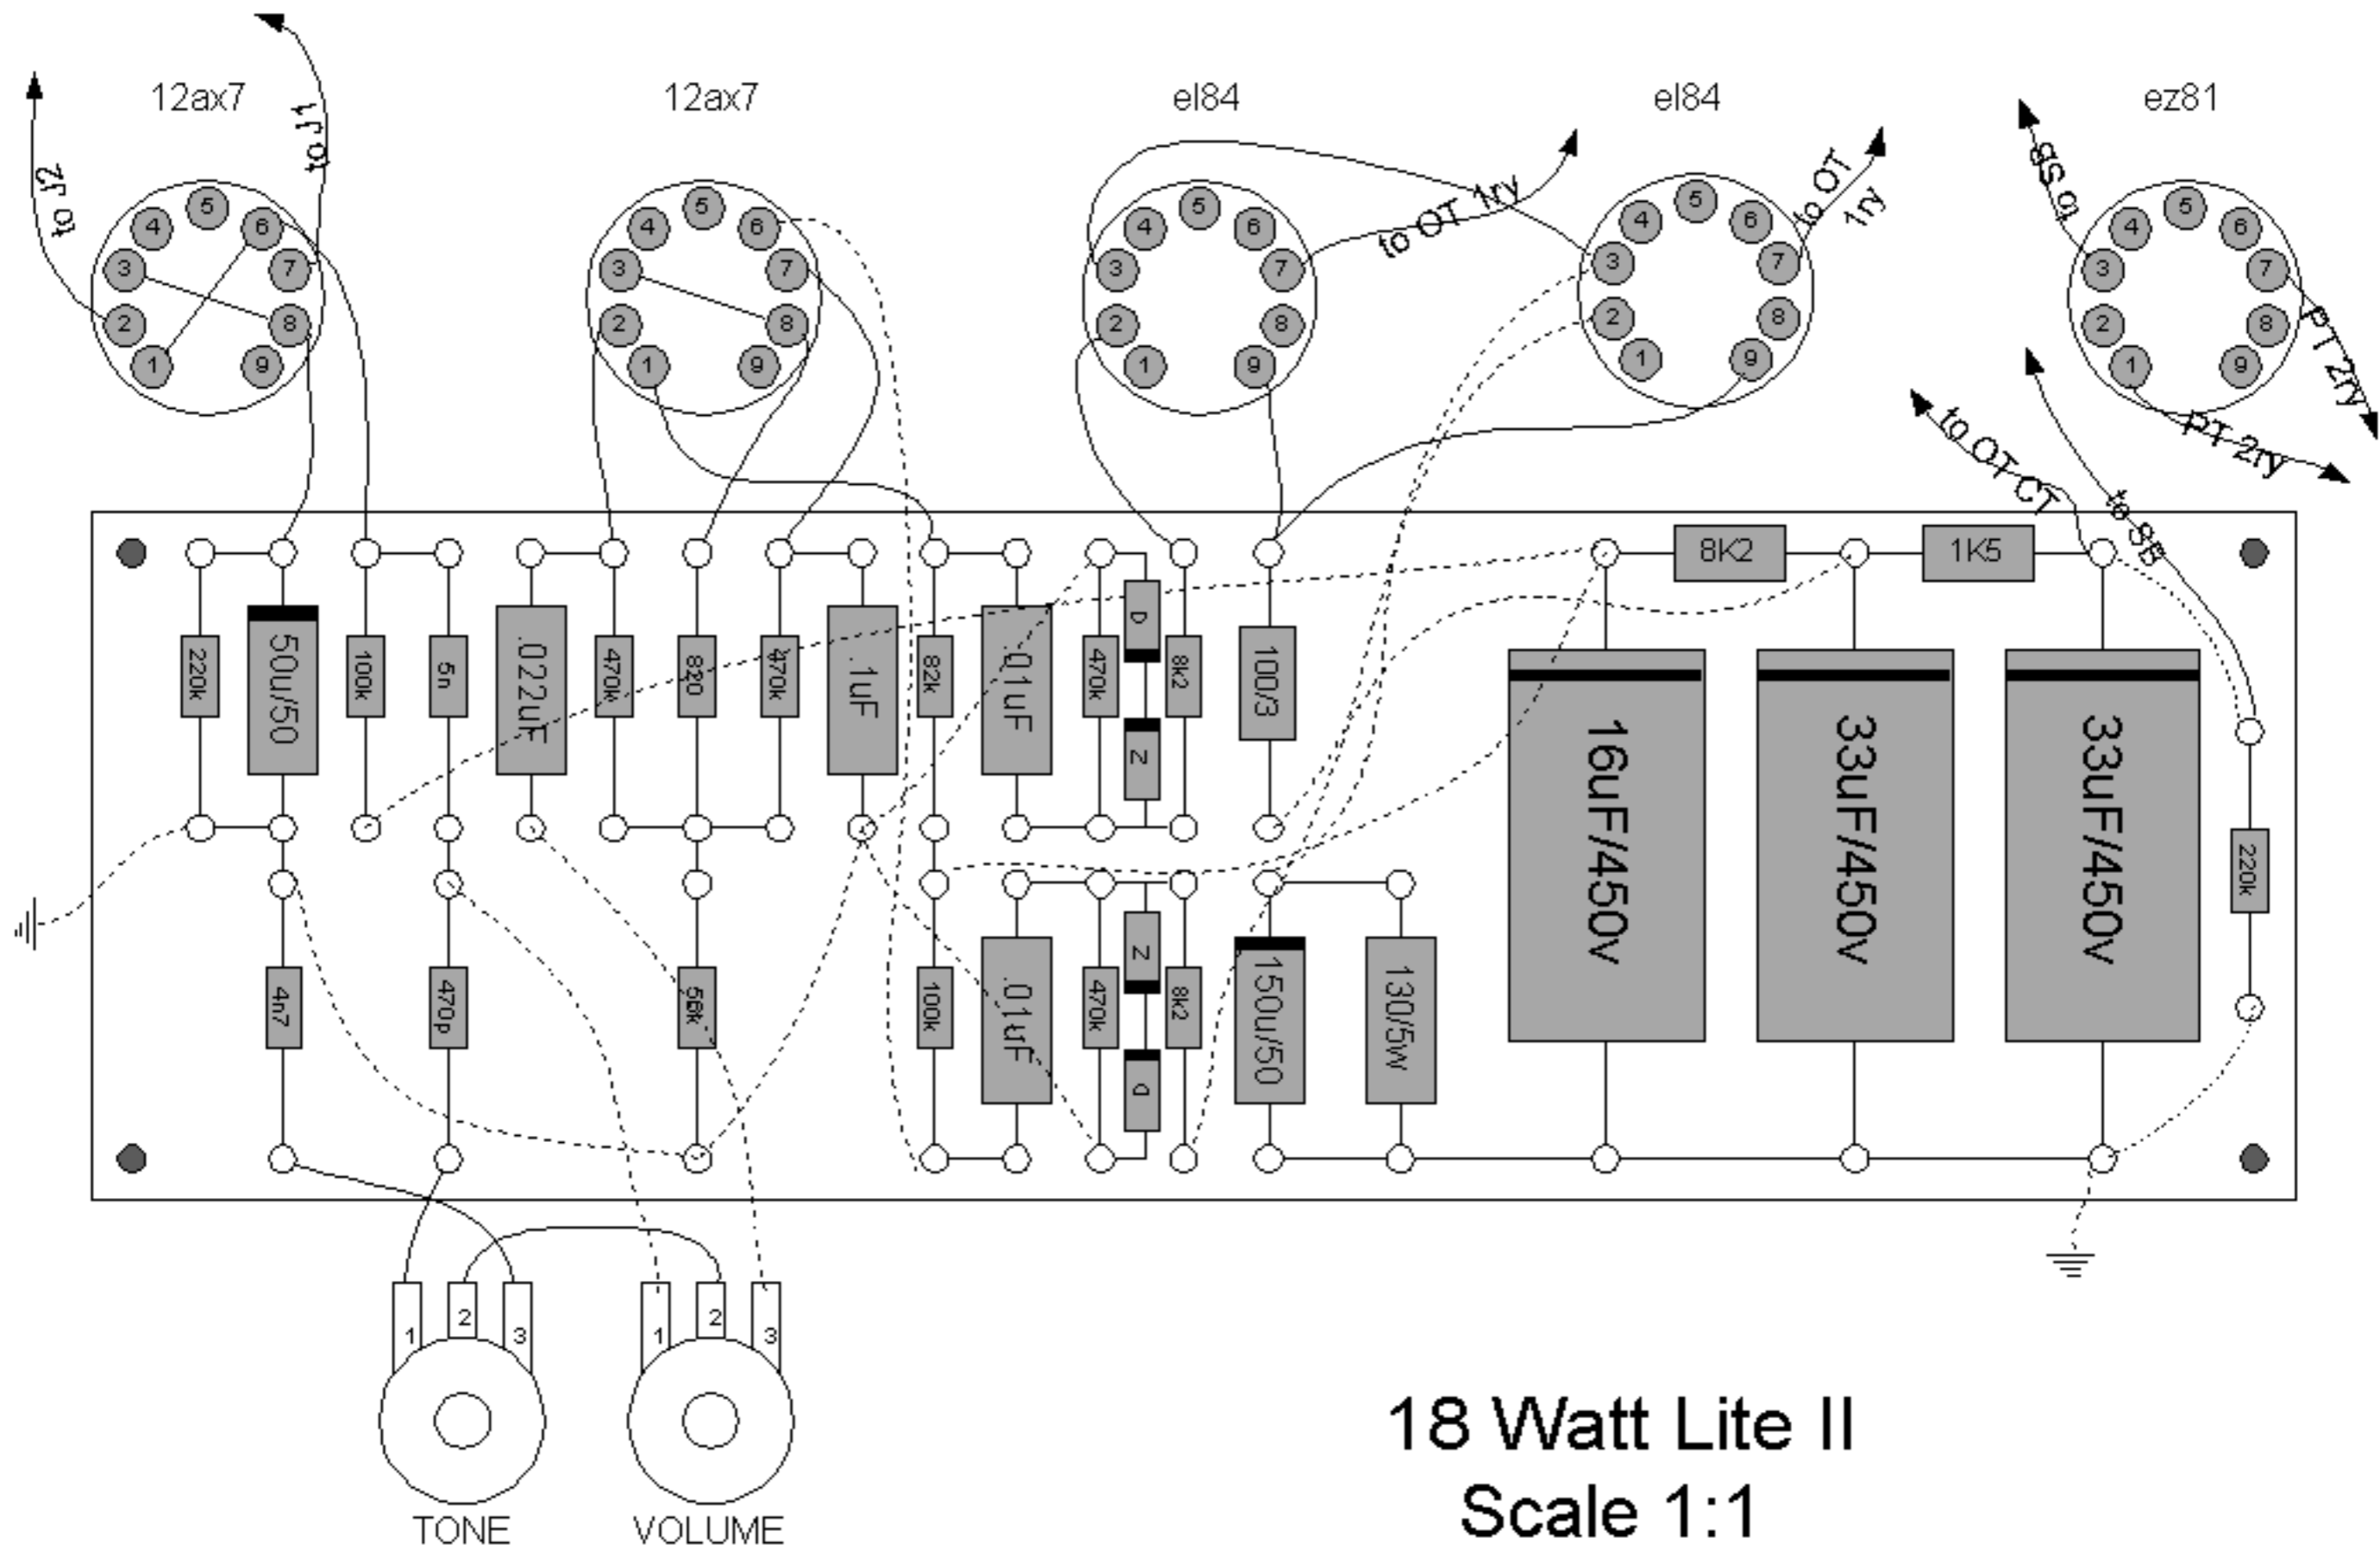 12ax7
12ax7
el84
el84
ez81
to J2
to J1
to OT 1ry
to OT
1ry
to SB
PT 2ry
PT 2ry
to OT CT
to SB
5
4
6
3
7
2
8
1
9
5
4
6
3
7
2
8
1
9
5
4
6
3
7
2
8
1
9
5
4
6
3
7
2
8
1
9
5
4
6
3
7
2
8
1
9
8K2
1K5
220k
50u/50
100k
5n
.022uF
470k
820
470k
.1uF
82k
.01uF
470k
D
Z
8k2
100/3
16uF/450v
33uF/450v
33uF/450v
220k
4n7
470p
56k
100k
.01uF
470k
Z
D
8k2
150u/50
130/5w
1
2
3
1
2
3
TONE
VOLUME
18 Watt Lite II
Scale 1:1